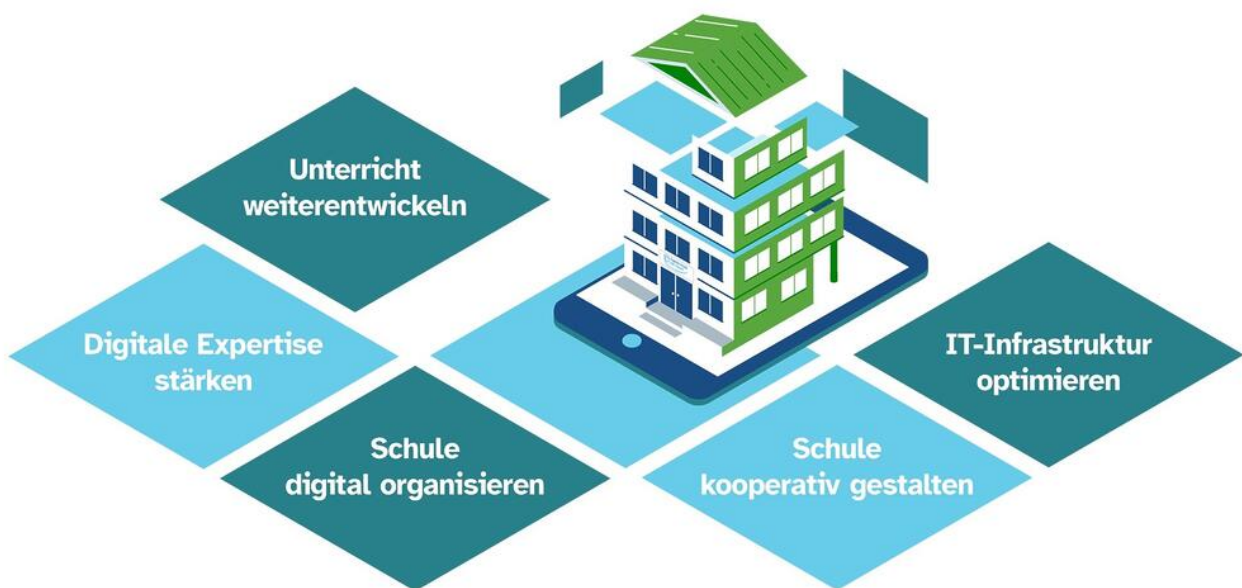 Unterricht
weiterentwickeln
Digitale Expertise
stärken
Schule
digital organisieren
Schule
kooperativ gestalten
IT-Infrastruktur
optimieren